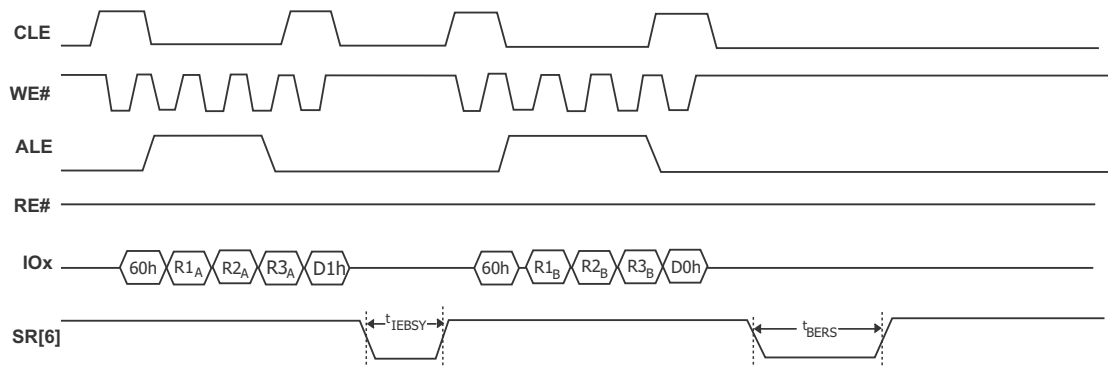 CLE
WE#
ALE
RE#
IOx 60h R1A R2A R3A D1h 60h R1B R2B R3B D0h
SR[6] tIEBSY tBERS